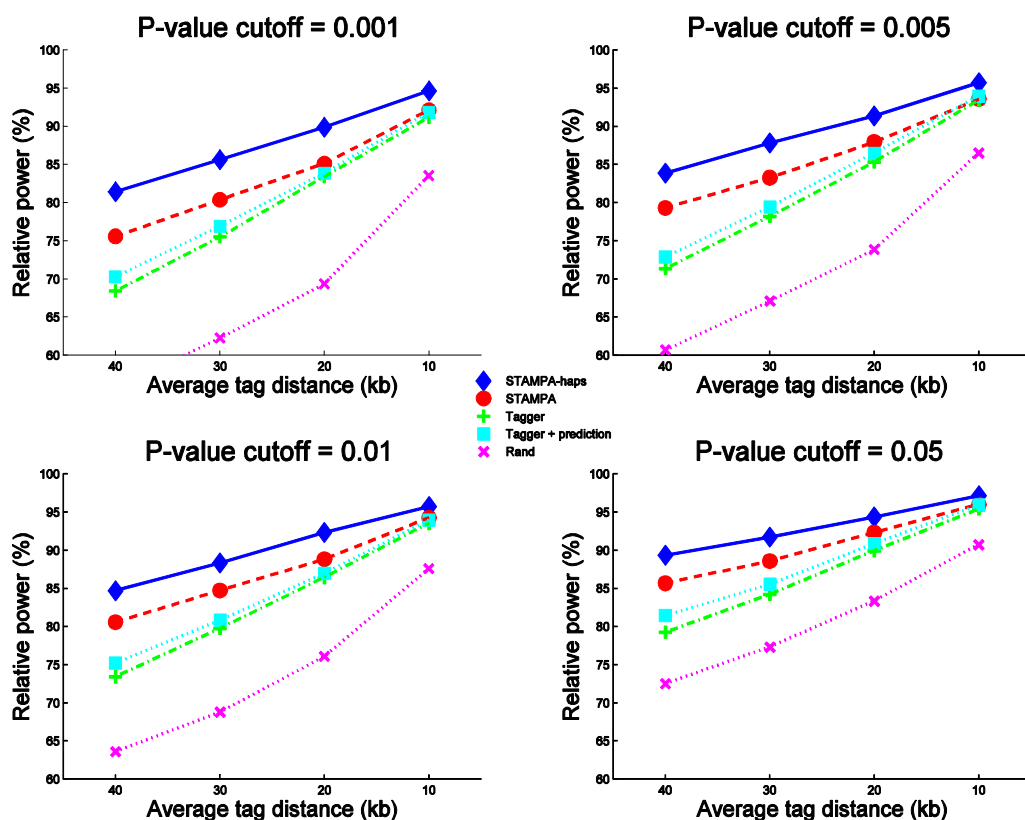 P-value cutoff = 0.001
100
95
90
85
80
75
70
65
60
Relative power (%)
40 30 20 10
Average tag distance (kb)
P-value cutoff = 0.005
100
95
90
85
80
75
70
65
60
Relative power (%)
40 30 20 10
Average tag distance (kb)
STAMPA-haps
STAMPA
Tagger
Tagger + prediction
Rand
P-value cutoff = 0.01
100
95
90
85
80
75
70
65
60
Relative power (%)
40 30 20 10
Average tag distance (kb)
P-value cutoff = 0.05
100
95
90
85
80
75
70
65
60
Relative power (%)
40 30 20 10
Average tag distance (kb)